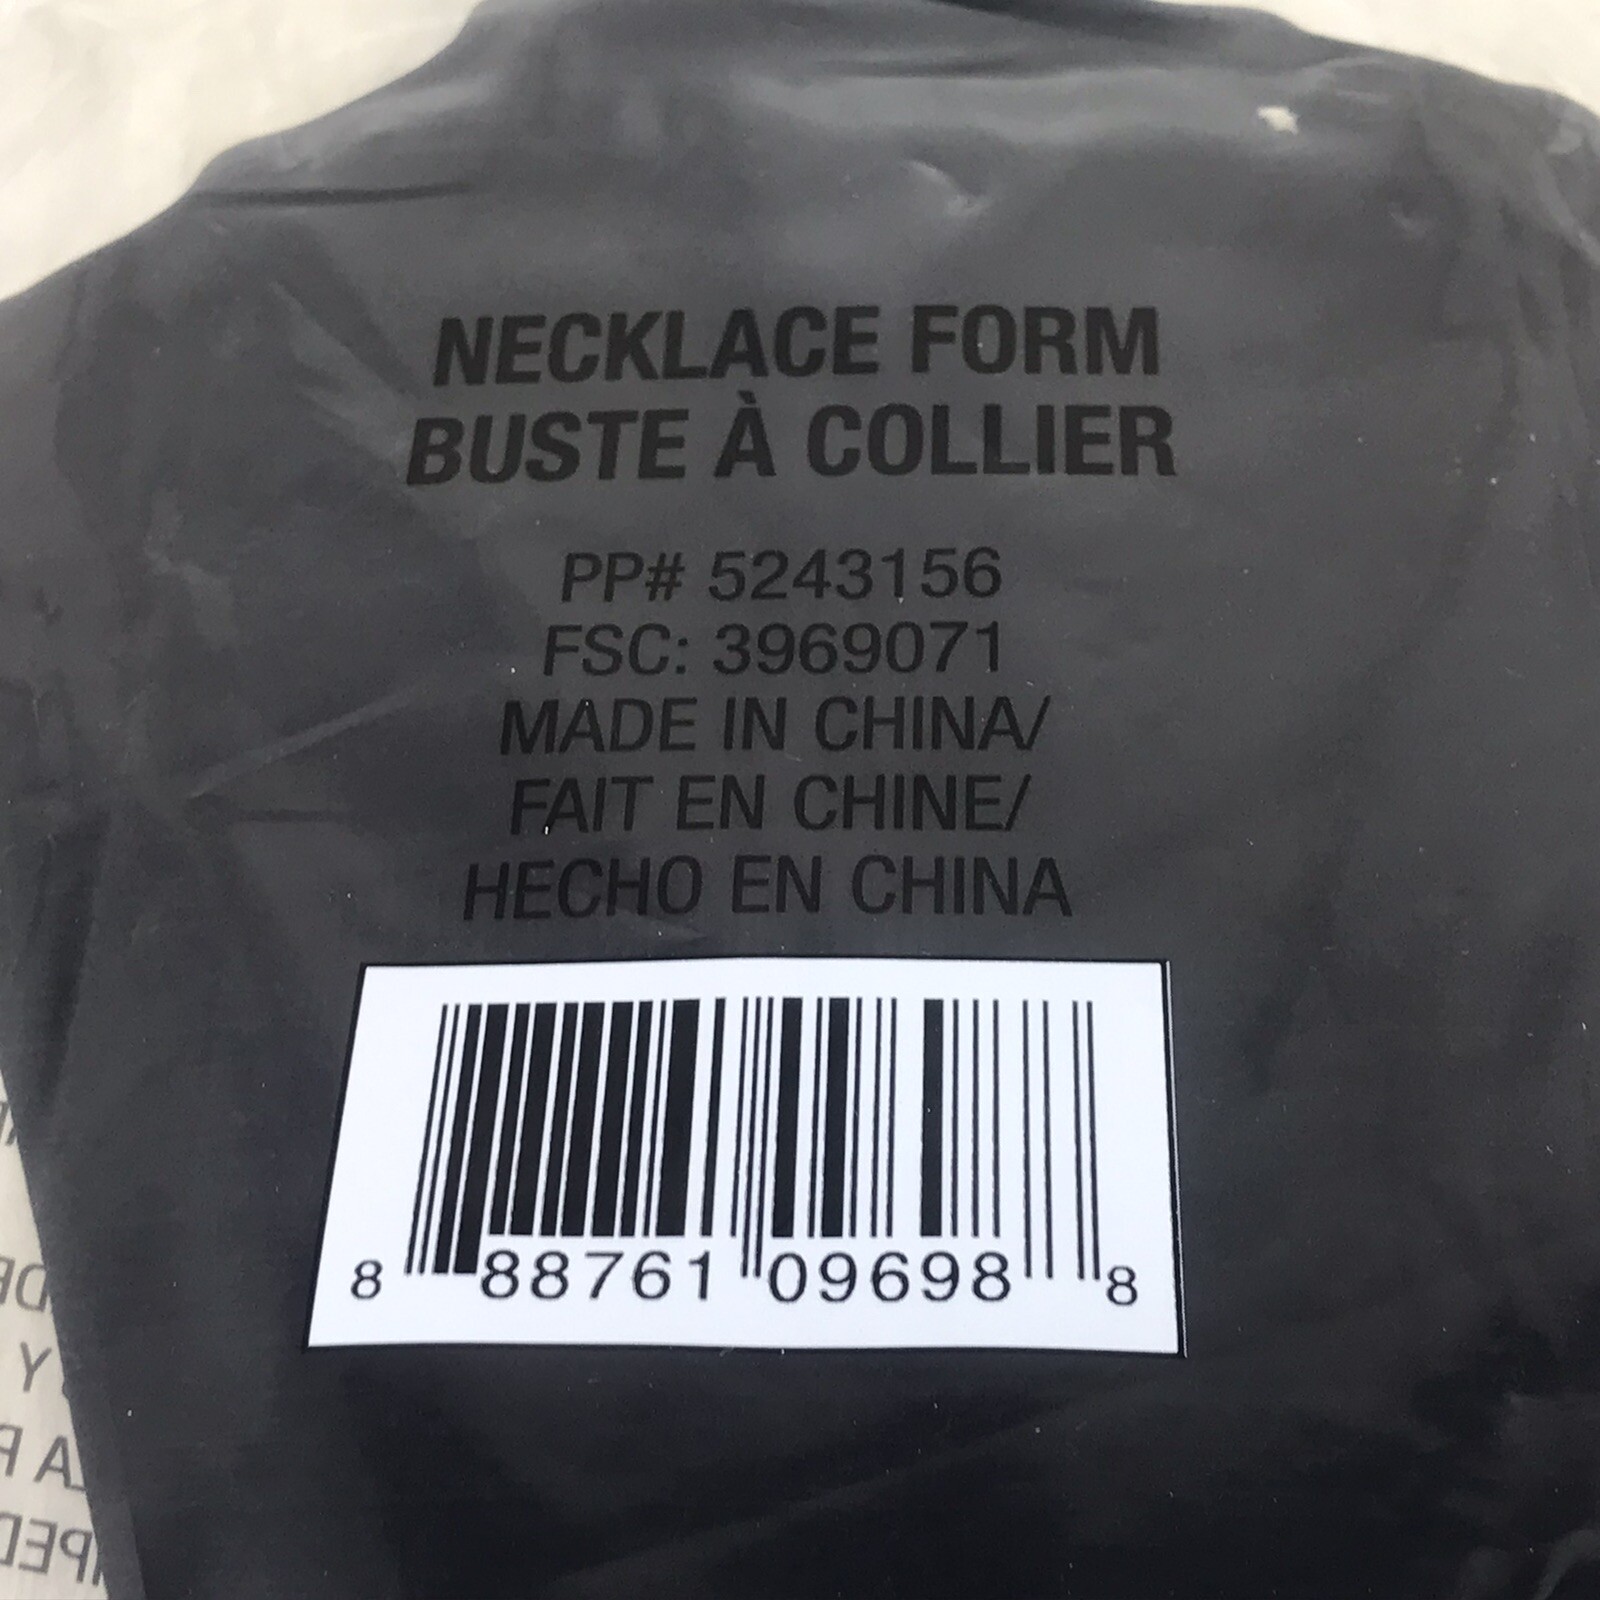 NECKLACE FORM
BUSTE À COLLIER
PP# 5243156
FSC: 3969071
MADE IN CHINA/
FAIT EN CHINE/
HECHO EN CHINA
8 88761 09698 8